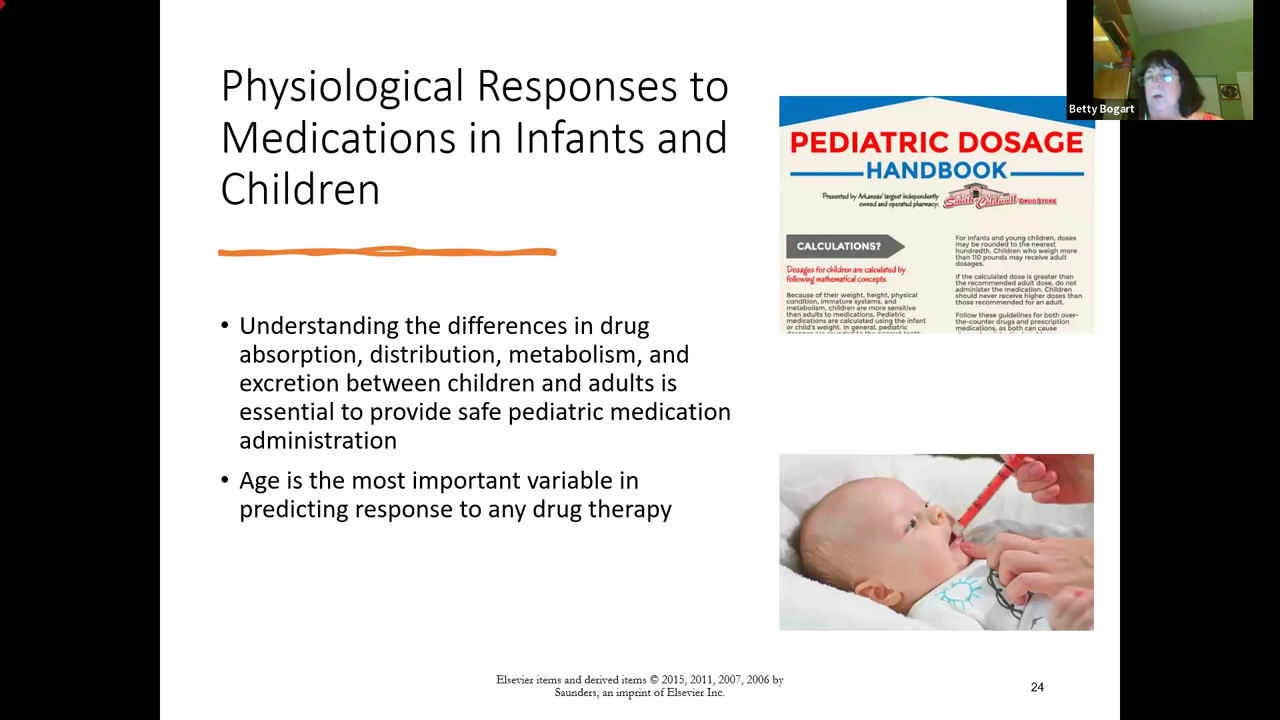 Physiological Responses to
Medications in Infants and
Children
• Understanding the differences in drug
absorption, distribution, metabolism, and
excretion between children and adults is
essential to provide safe pediatric medication
administration
• Age is the most important variable in
predicting response to any drug therapy
Betty Bogart
PEDIATRIC DOSAGE
HANDBOOK
Presented by Arkansas' largest independently
owned and operated pharmacy:
Smith Caldwell DRUG STORE
CALCULATIONS?
Dosages for children are calculated by
following mathematical concepts.
Because of their weight, height, physical
condition, immature systems, and
metabolism, children are more sensitive
than adults to medications. Pediatric
medications are calculated using the infant
or child's weight. In general, pediatric
For infants and young children, doses
may be rounded to the nearest
hundredth. Children who weigh more
than 110 pounds may receive adult
dosages.
If the calculated dose is greater than
the recommended adult dose, do not
administer the medication. Children
should never receive higher doses than
those recommended for an adult.
Follow these guidelines for both over-
the-counter drugs and prescription
medications, as both can cause
Elsevier items and derived items © 2015, 2011, 2007, 2006 by
Saunders, an imprint of Elsevier Inc.
24